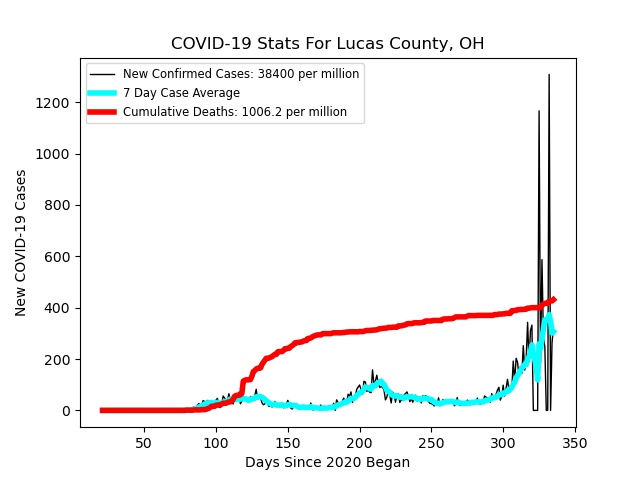 COVID-19 Stats For Lucas County, OH
New Confirmed Cases: 38400 per million
7 Day Case Average
Cumulative Deaths: 1006.2 per million
New COVID-19 Cases
1200
1000
800
600
400
200
0
50
100
150
200
250
300
350
Days Since 2020 Began